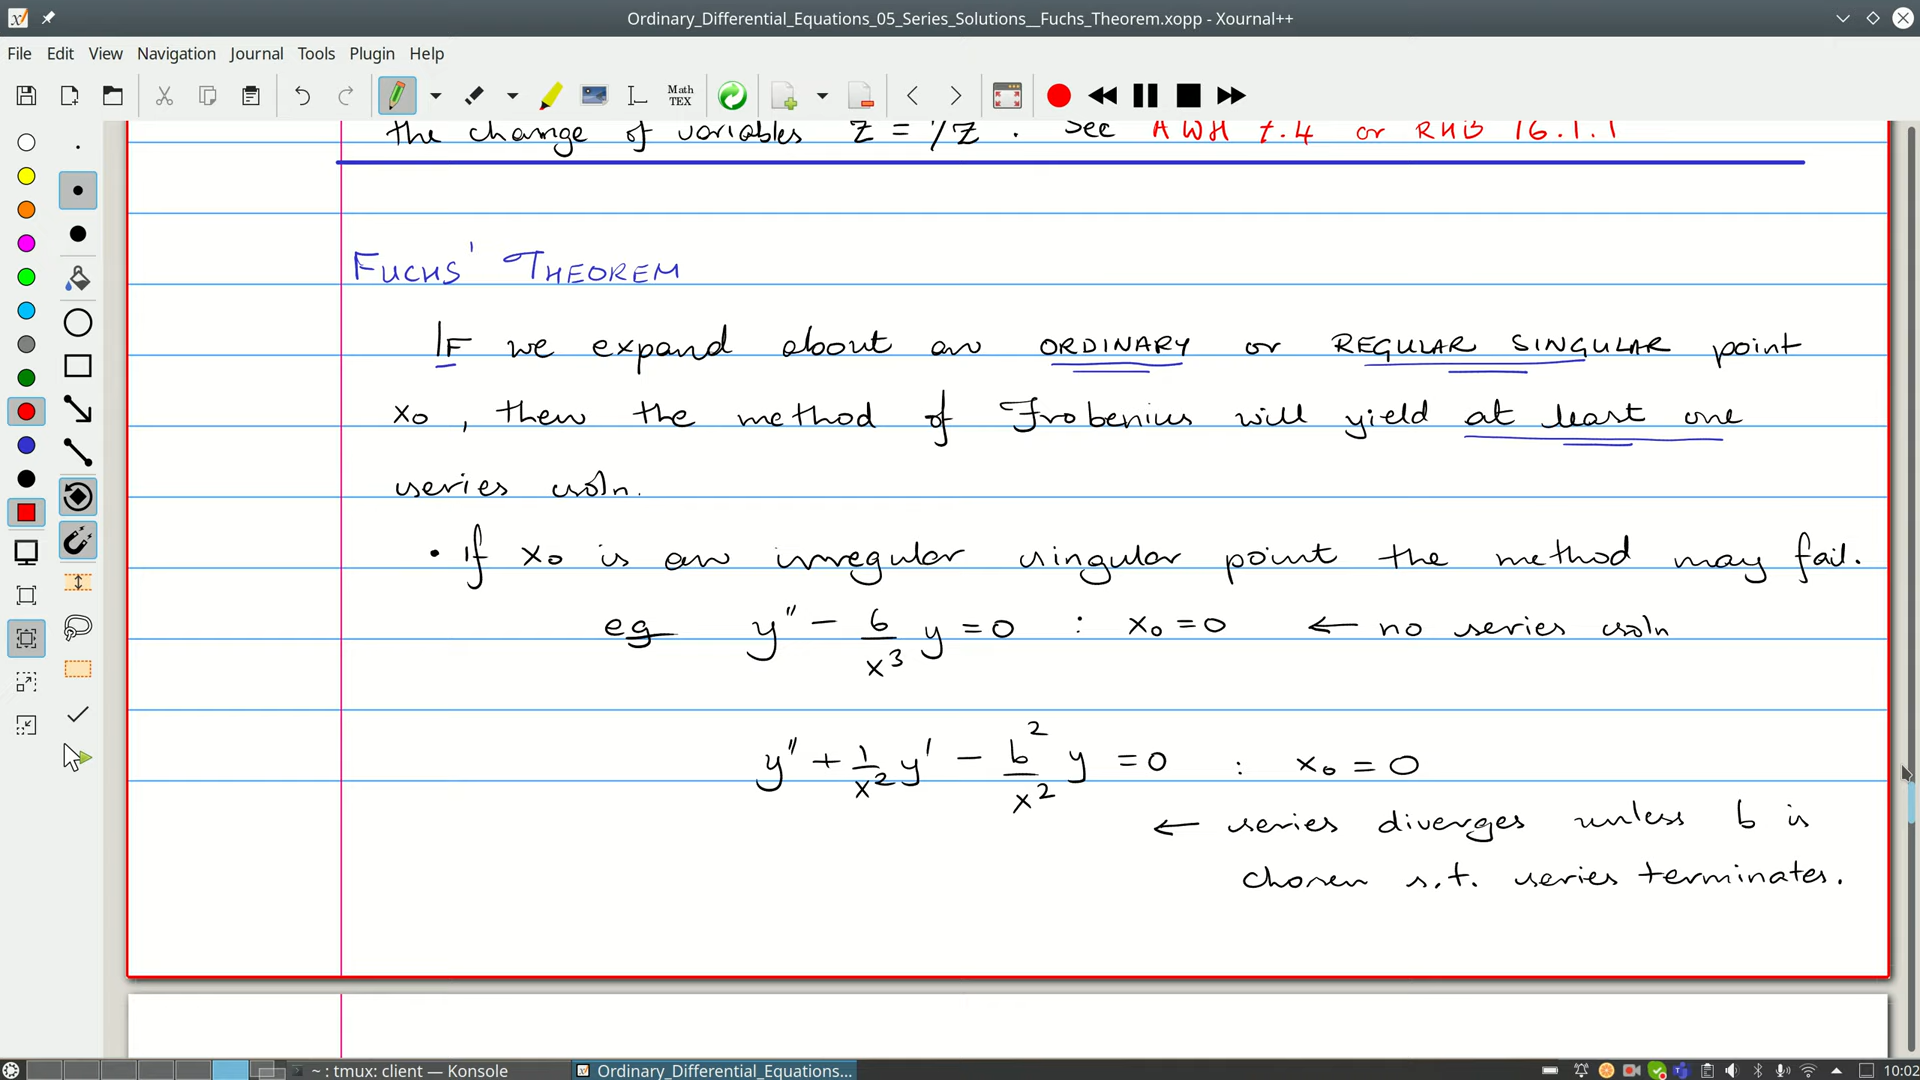 Ordinary_Differential_Equations_05_Series_Solutions__Fuchs_Theorem.xopp - Xournal++
File Edit View Navigation Journal Tools Plugin Help
Math TEX
the change of variables z = 1/z . See AWH 7.4 or RHB 16.1.1
FUCHS' THEOREM
IF we expand about an ORDINARY or REGULAR SINGULAR point
x₀ , then the method of Frobenius will yield at least one
series soln.
• If x₀ is an irregular singular point the method may fail.
eg y'' - 6/x³ y = 0 : x₀ = 0 ← no series soln
y'' + 1/x² y' - b²/x² y = 0 : x₀ = 0
← series diverges unless b is
chosen s.t. series terminates.
~ : tmux: client — Konsole
Ordinary_Differential_Equations...
10:02